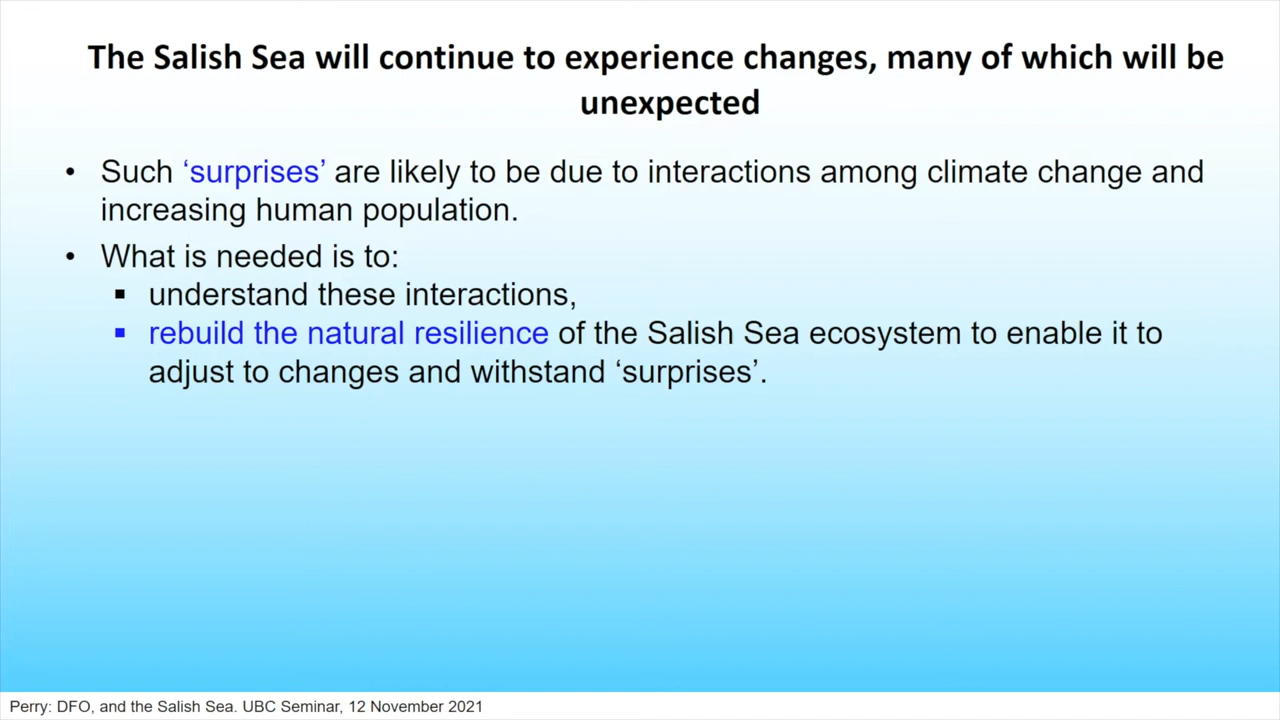 The Salish Sea will continue to experience changes, many of which will be
unexpected
• Such ‘surprises’ are likely to be due to interactions among climate change and
increasing human population.
• What is needed is to:
▪ understand these interactions,
▪ rebuild the natural resilience of the Salish Sea ecosystem to enable it to
adjust to changes and withstand ‘surprises’.
Perry: DFO, and the Salish Sea. UBC Seminar, 12 November 2021